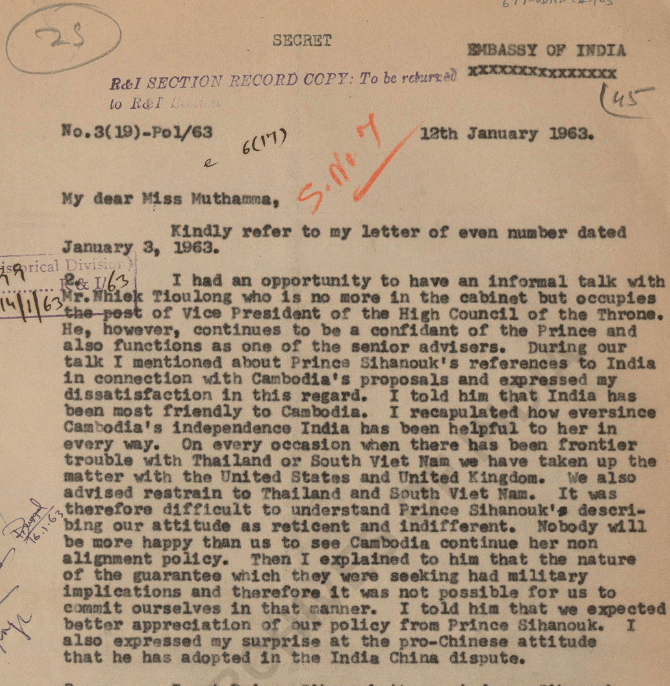 23
SECRET
EMBASSY OF INDIA
xxxxxxxxxxxxxxx
R&I SECTION RECORD COPY: To be returned
to R&I Section
45
No.3(19)-Pol/63
6(17)
S.No.7
12th January 1963.
My dear Miss Muthamma,
Kindly refer to my letter of even number dated
January 3, 1963.
Historical Division
R & I/63
14/1/63
2. I had an opportunity to have an informal talk with
Mr.Nhiek Tioulong who is no more in the cabinet but occupies
the post of Vice President of the High Council of the Throne.
He, however, continues to be a confidant of the Prince and
also functions as one of the senior advisers. During our
talk I mentioned about Prince Sihanouk's references to India
in connection with Cambodia's proposals and expressed my
dissatisfaction in this regard. I told him that India has
been most friendly to Cambodia. I recapulated how eversince
Cambodia's independence India has been helpful to her in
every way. On every occasion when there has been frontier
trouble with Thailand or South Viet Nam we have taken up the
matter with the United States and United Kingdom. We also
advised restrain to Thailand and South Viet Nam. It was
therefore difficult to understand Prince Sihanouk's descri-
bing our attitude as reticent and indifferent. Nobody will
be more happy than us to see Cambodia continue her non
alignment policy. Then I explained to him that the nature
of the guarantee which they were seeking had military
implications and therefore it was not possible for us to
commit ourselves in that manner. I told him that we expected
better appreciation of our policy from Prince Sihanouk. I
also expressed my surprise at the pro-Chinese attitude
that he has adopted in the India China dispute.
16.1.63